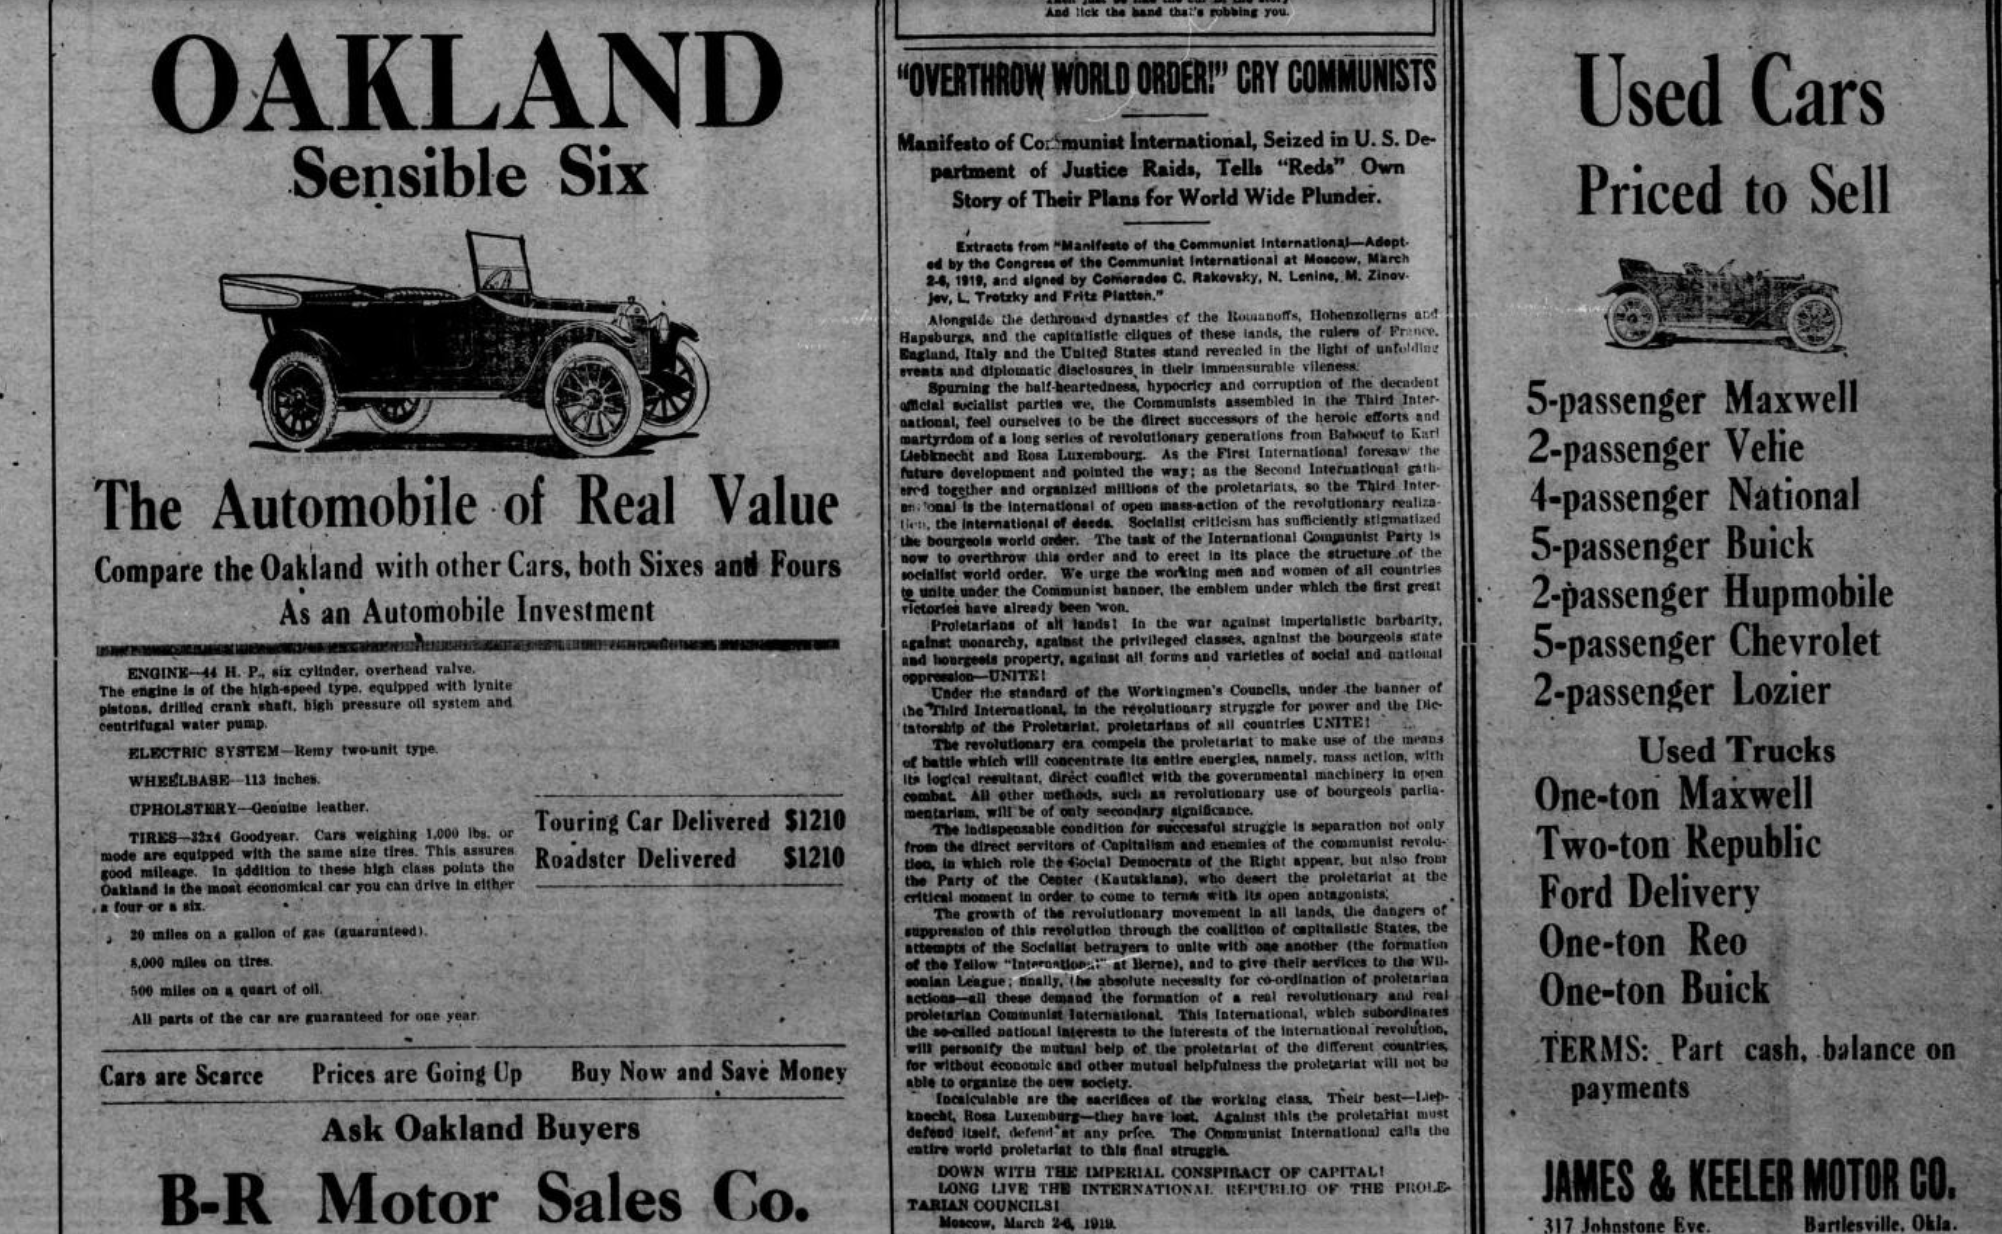 OAKLAND
Sensible Six
The Automobile of Real Value
Compare the Oakland with other Cars, both Sixes and Fours
As an Automobile Investment
ENGINE—44 H. P., six cylinder, overhead valve.
The engine is of the high-speed type, equipped with lynite
pistons, drilled crank shaft, high pressure oil system and
centrifugal water pump.
ELECTRIC SYSTEM—Remy two-unit type.
WHEELBASE—113 inches.
UPHOLSTERY—Genuine leather.
TIRES—32x4 Goodyear. Cars weighing 1,000 lbs. or
mode are equipped with the same size tires. This assures
good mileage. In addition to these high class points the
Oakland is the most economical car you can drive in either
a four or a six.
20 miles on a gallon of gas (guaranteed).
8,000 miles on tires.
500 miles on a quart of oil.
All parts of the car are guaranteed for one year.
Touring Car Delivered $1210
Roadster Delivered $1210
Cars are Scarce Prices are Going Up Buy Now and Save Money
Ask Oakland Buyers
B-R Motor Sales Co.
And lick the hand that's robbing you.
"OVERTHROW WORLD ORDER!" CRY COMMUNISTS
Manifesto of Communist International, Seized in U. S. De-
partment of Justice Raids, Tells "Reds" Own
Story of Their Plans for World Wide Plunder.
Extracts from "Manifesto of the Communist International—Adopt-
ed by the Congress of the Communist International at Moscow, March
2-6, 1919, and signed by Comerades C. Rakovsky, N. Lenine, M. Zinov-
jev, L. Trotzky and Fritz Platten."
Alongside the dethroned dynasties of the Romanoffs, Hohenzollerns and
Hapsburgs, and the capitalistic cliques of these lands, the rulers of France,
England, Italy and the United States stand revealed in the light of unfolding
events and diplomatic disclosures in their immensurable vileness.
Spurning the half-heartedness, hypocricy and corruption of the decadent
official socialist parties we, the Communists assembled in the Third Inter-
national, feel ourselves to be the direct successors of the heroic efforts and
martyrdom of a long series of revolutionary generations from Baboeuf to Karl
Liebknecht and Rosa Luxembourg. As the First International foresaw the
future development and pointed the way; as the Second International gath-
ered together and organized millions of the proletariats, so the Third Inter-
national is the International of open mass-action of the revolutionary realiza-
tion, the International of deeds. Socialist criticism has sufficiently stigmatized
the bourgeois world order. The task of the International Communist Party is
now to overthrow this order and to erect in its place the structure of the
socialist world order. We urge the working men and women of all countries
to unite under the Communist banner, the emblem under which the first great
victories have already been won.
Proletarians of all lands! In the war against imperialistic barbarity,
against monarchy, against the privileged classes, against the bourgeois state
and bourgeois property, against all forms and varieties of social and national
oppression—UNITE!
Under the standard of the Workingmen's Councils, under the banner of
the Third International, in the revolutionary struggle for power and the Dic-
tatorship of the Proletariat, proletarians of all countries UNITE!
The revolutionary era compels the proletariat to make use of the means
of battle which will concentrate its entire energies, namely, mass action, with
its logical resultant, direct conflict with the governmental machinery in open
combat. All other methods, such as revolutionary use of bourgeois parlia-
mentarism, will be of only secondary significance.
The indispensable condition for successful struggle is separation not only
from the direct servitors of Capitalism and enemies of the communist revolu-
tion, in which role the Social Democrats of the Right appear, but also from
the Party of the Center (Kautskians), who desert the proletariat at the
critical moment in order to come to terms with its open antagonists.
The growth of the revolutionary movement in all lands, the dangers of
suppression of this revolution through the coalition of capitalistic States, the
attempts of the Socialist betrayers to unite with one another (the formation
of the Yellow "International" at Berne), and to give their services to the Wil-
sonian League; finally, the absolute necessity for co-ordination of proletarian
actions—all these demand the formation of a real revolutionary and real
proletarian Communist International. This International, which subordinates
the so-called national interests to the interests of the international revolution,
will personify the mutual help of the proletariat of the different countries,
for without economic and other mutual helpfulness the proletariat will not be
able to organize the new society.
Incalculable are the sacrifices of the working class. Their best—Lieb-
knecht, Rosa Luxemburg—they have lost. Against this the proletariat must
defend itself, defend at any price. The Communist International calls the
entire world proletariat to this final struggle.
DOWN WITH THE IMPERIAL CONSPIRACY OF CAPITAL!
LONG LIVE THE INTERNATIONAL REPUBLIC OF THE PROLE-
TARIAN COUNCILS!
Moscow, March 2-6, 1919.
Used Cars
Priced to Sell
5-passenger Maxwell
2-passenger Velie
4-passenger National
5-passenger Buick
2-passenger Hupmobile
5-passenger Chevrolet
2-passenger Lozier
Used Trucks
One-ton Maxwell
Two-ton Republic
Ford Delivery
One-ton Reo
One-ton Buick
TERMS: Part cash, balance on
payments
JAMES & KEELER MOTOR CO.
317 Johnstone Eve. Bartlesville, Okla.